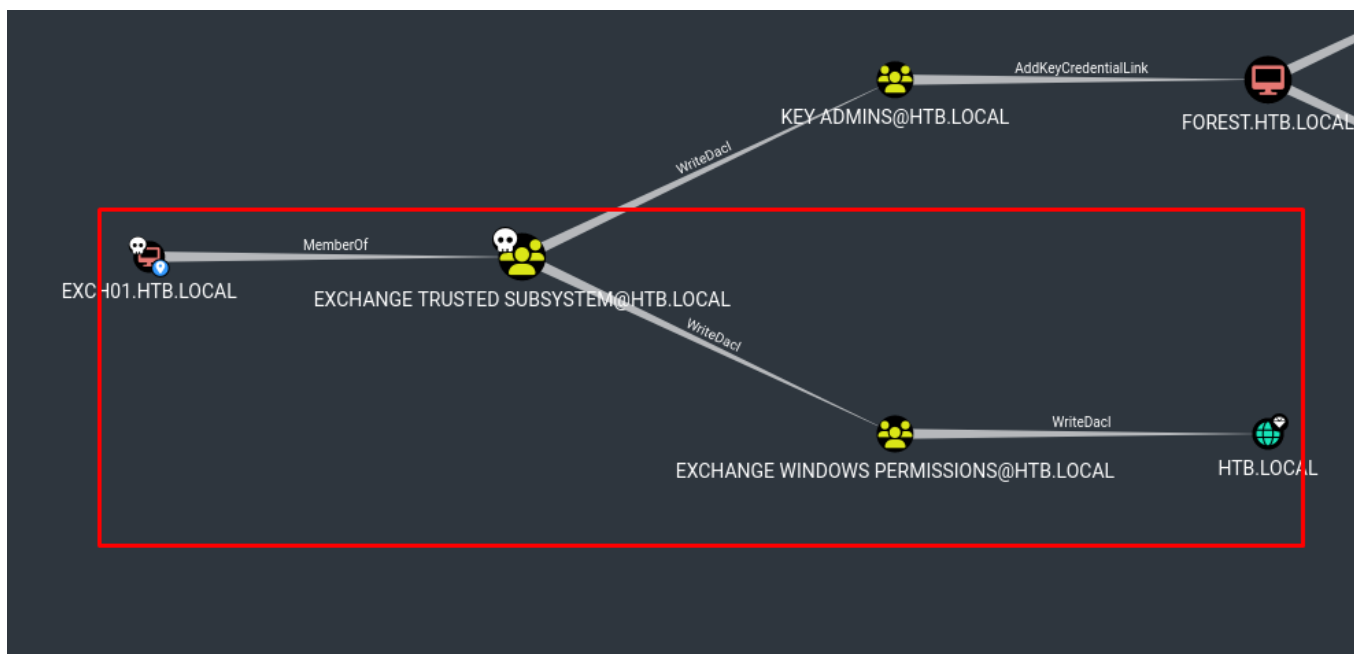 AddKeyCredentialLink
KEY ADMINS@HTB.LOCAL
FOREST.HTB.LOCAL
WriteDacl
MemberOf
EXCH01.HTB.LOCAL
EXCHANGE TRUSTED SUBSYSTEM@HTB.LOCAL
WriteDacl
WriteDacl
EXCHANGE WINDOWS PERMISSIONS@HTB.LOCAL
HTB.LOCAL